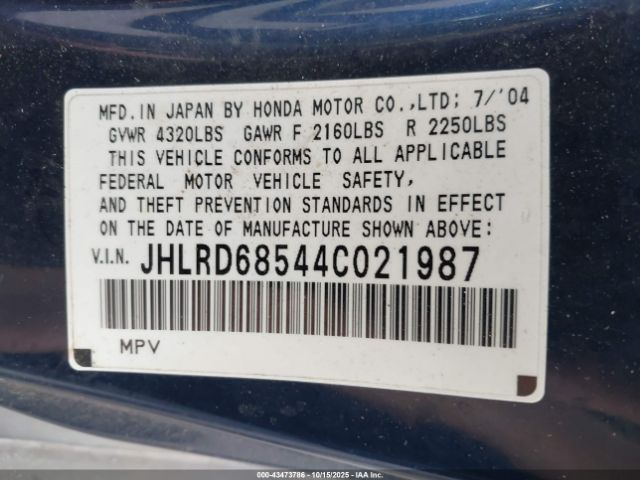 MFD.IN JAPAN BY HONDA MOTOR CO.,LTD; 7/'04
GVWR 4320LBS GAWR F 2160LBS R 2250LBS
THIS VEHICLE CONFORMS TO ALL APPLICABLE
FEDERAL MOTOR VEHICLE SAFETY,
AND THEFT PREVENTION STANDARDS IN EFFECT
ON THE DATE OF MANUFACTURE SHOWN ABOVE:
V.I.N. JHLRD68544C021987
MPV
000-43473786 - 10/15/2025 - IAAI, Inc.